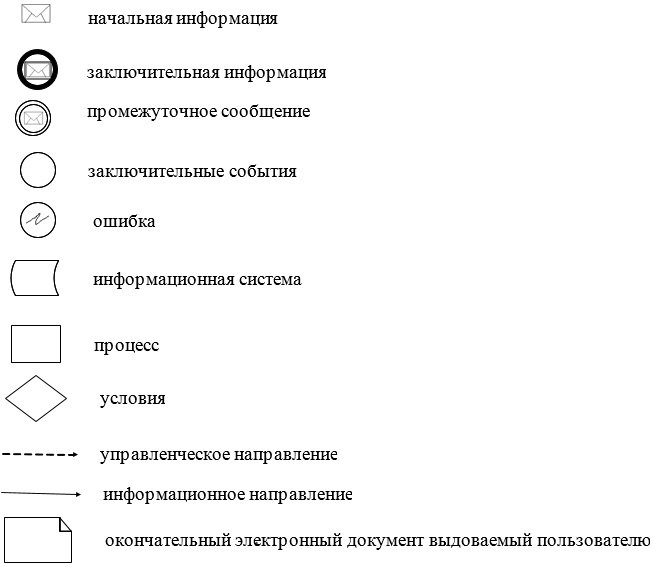 начальная информация
заключительная информация
промежуточное сообщение
заключительные события
ошибка
информационная система
процесс
условия
управленческое направление
информационное направление
окончательный электронный документ выдоваемый пользователю